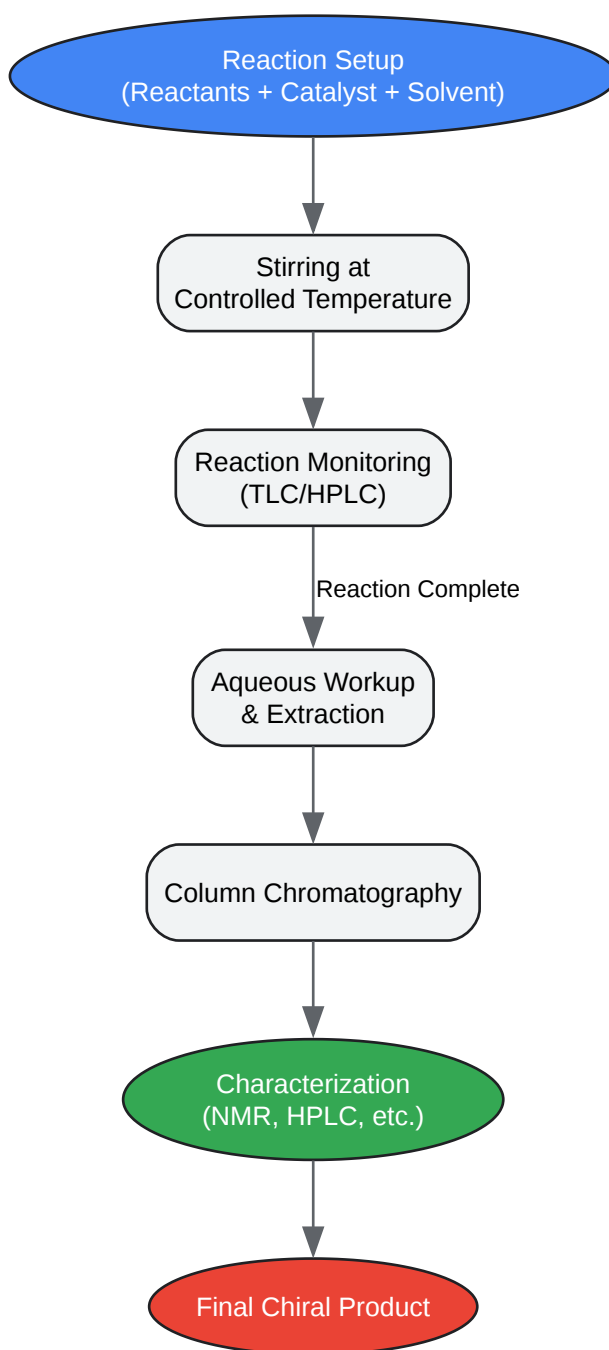 Reaction Setup
(Reactants + Catalyst + Solvent)
Stirring at
Controlled Temperature
Reaction Monitoring
(TLC/HPLC)
Reaction Complete
Aqueous Workup
& Extraction
Column Chromatography
Characterization
(NMR, HPLC, etc.)
Final Chiral Product